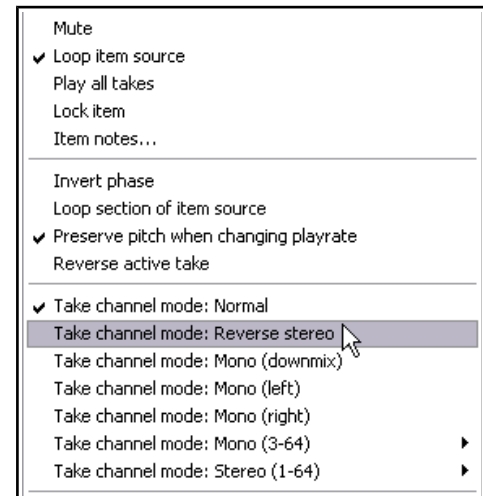 Mute
Loop item source
Play all takes
Lock item
Item notes...
Invert phase
Loop section of item source
Preserve pitch when changing playrate
Reverse active take
Take channel mode: Normal
Take channel mode: Reverse stereo
Take channel mode: Mono (downmix)
Take channel mode: Mono (left)
Take channel mode: Mono (right)
Take channel mode: Mono (3-64)
Take channel mode: Stereo (1-64)